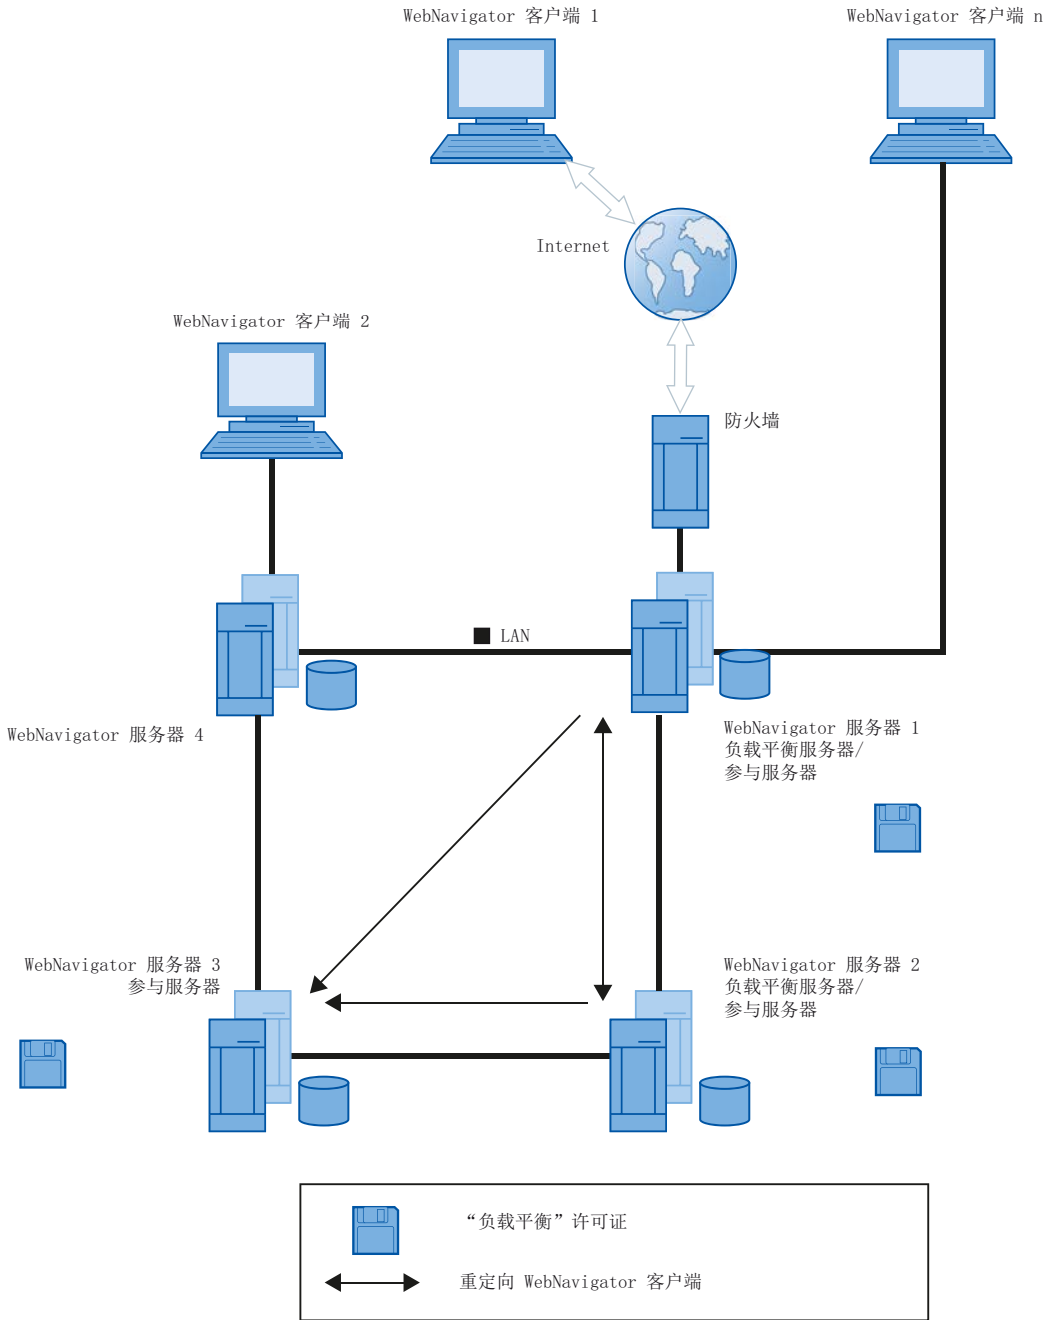 WebNavigator 客户端 1
WebNavigator 客户端 n
Internet
WebNavigator 客户端 2
防火墙
LAN
WebNavigator 服务器 4
WebNavigator 服务器 1
负载平衡服务器/
参与服务器
WebNavigator 服务器 3
参与服务器
WebNavigator 服务器 2
负载平衡服务器/
参与服务器
“负载平衡”许可证
重定向 WebNavigator 客户端